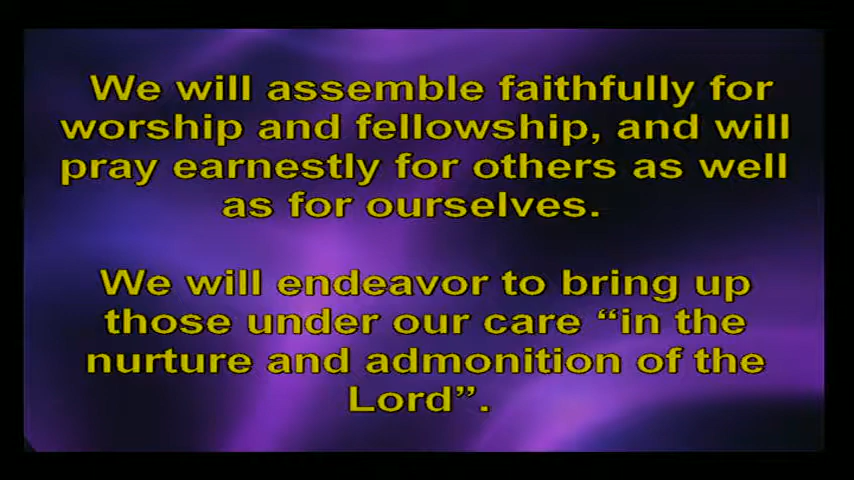 We will assemble faithfully for
worship and fellowship, and will
pray earnestly for others as well
as for ourselves.
We will endeavor to bring up
those under our care “in the
nurture and admonition of the
Lord”.